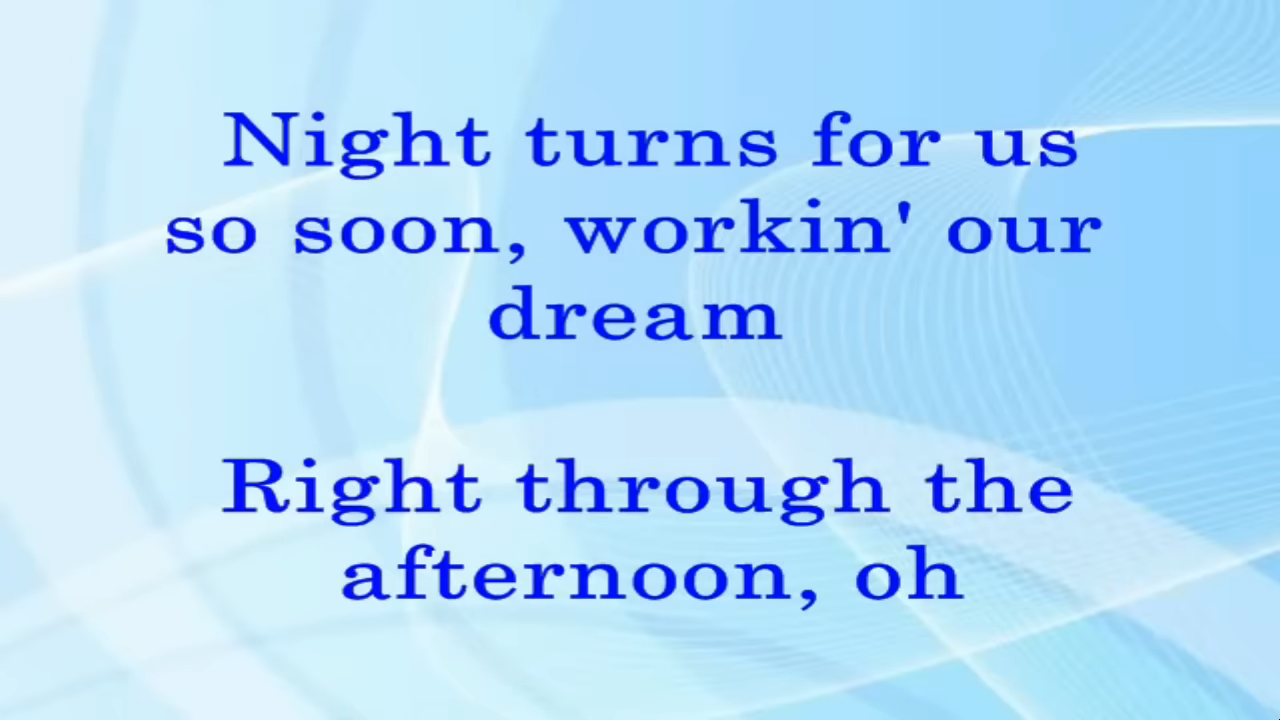 Night turns for us
so soon, workin' our
dream
Right through the
afternoon, oh